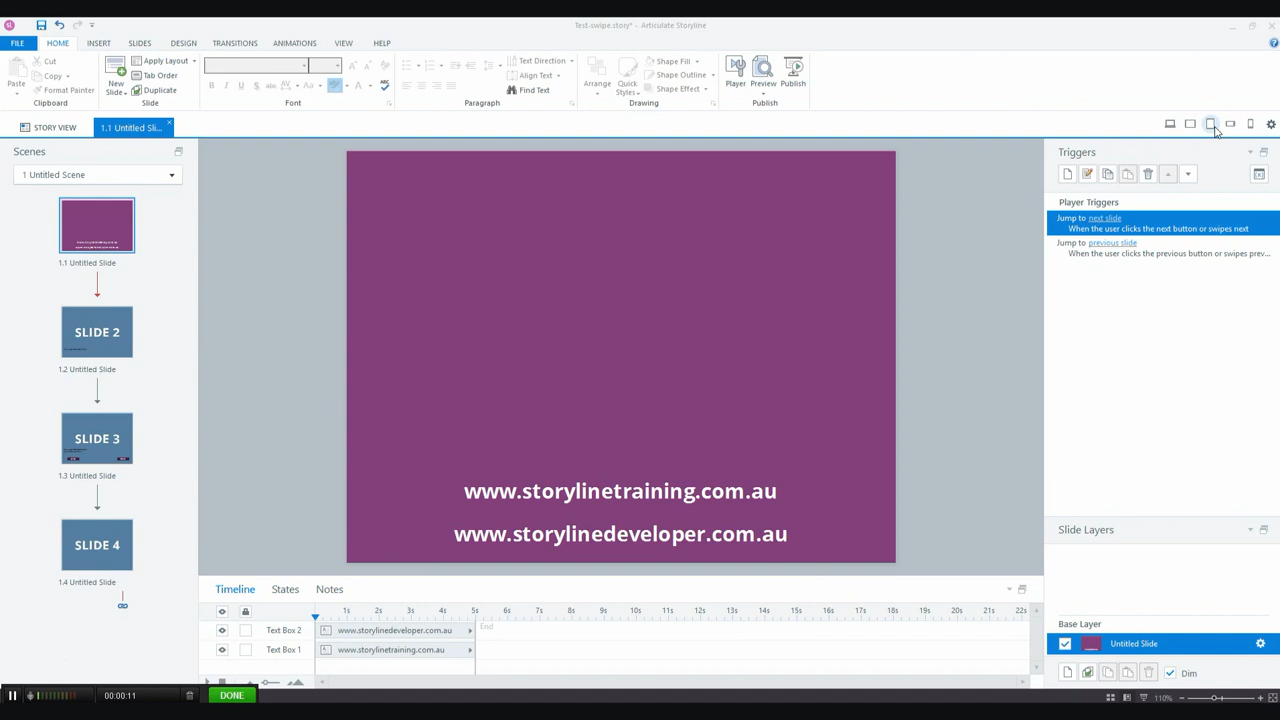 Test-swipe.story* - Articulate Storyline
FILE HOME INSERT SLIDES DESIGN TRANSITIONS ANIMATIONS VIEW HELP
Paste Cut Copy Format Painter Clipboard
New Slide Apply Layout Tab Order Duplicate Slide
B I U S abc AV Aa A Font
Text Direction Align Text Find Text Paragraph
Arrange Quick Styles Shape Fill Shape Outline Shape Effect Drawing
Player Preview Publish Publish
STORY VIEW 1.1 Untitled Sli...
Scenes
1 Untitled Scene
1.1 Untitled Slide
SLIDE 2
1.2 Untitled Slide
SLIDE 3
1.3 Untitled Slide
SLIDE 4
1.4 Untitled Slide
www.storylinetraining.com.au
www.storylinedeveloper.com.au
Triggers
Player Triggers
Jump to next slide
When the user clicks the next button or swipes next
Jump to previous slide
When the user clicks the previous button or swipes prev...
Slide Layers
Base Layer
Untitled Slide
Dim
Timeline States Notes
1s 2s 3s 4s 5s 6s 7s 8s 9s 10s 11s 12s 13s 14s 15s 16s 17s 18s 19s 20s 21s 22s
End
Text Box 2 www.storylinedeveloper.com.au
Text Box 1 www.storylinetraining.com.au
00:00:11 DONE
110%